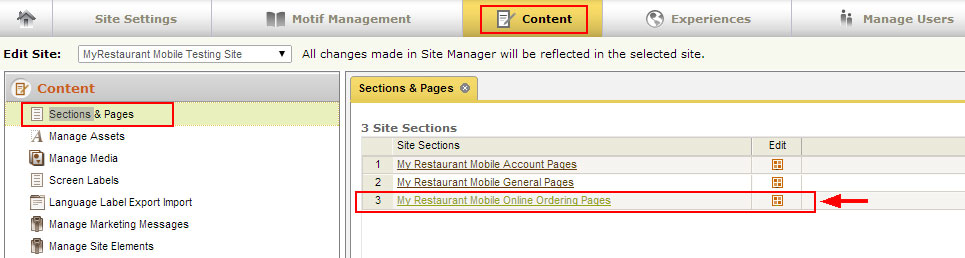 Site Settings Motif Management Content Experiences Manage Users
Edit Site: MyRestaurant Mobile Testing Site All changes made in Site Manager will be reflected in the selected site.
Content
Sections & Pages
Manage Assets
Manage Media
Screen Labels
Language Label Export Import
Manage Marketing Messages
Manage Site Elements
Sections & Pages
3 Site Sections
Site Sections Edit
1 My Restaurant Mobile Account Pages
2 My Restaurant Mobile General Pages
3 My Restaurant Mobile Online Ordering Pages